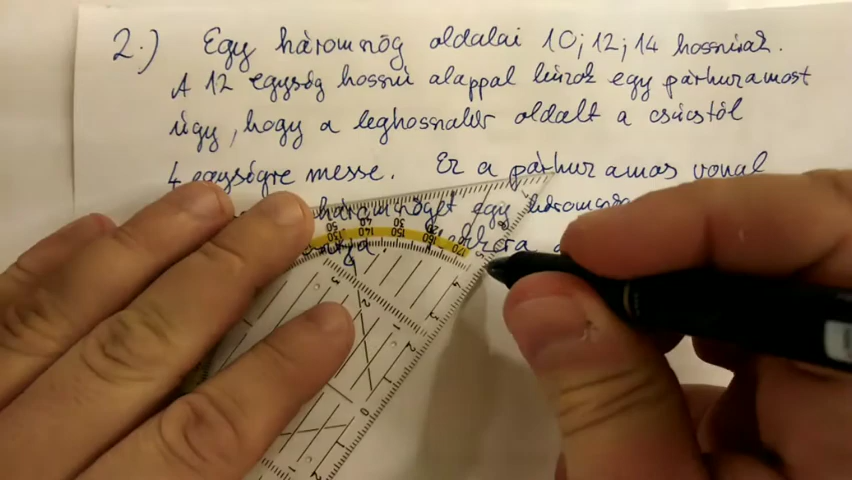 2.) Egy háromszög oldalai 10; 12; 14 hosszúak.
A 12 egység hosszú alappal húzok egy párhuzamost
úgy, hogy a leghosszabb oldalt a csúcstól
4 egységre messe. Ez a párhuzamos vonal
háromszöget egy